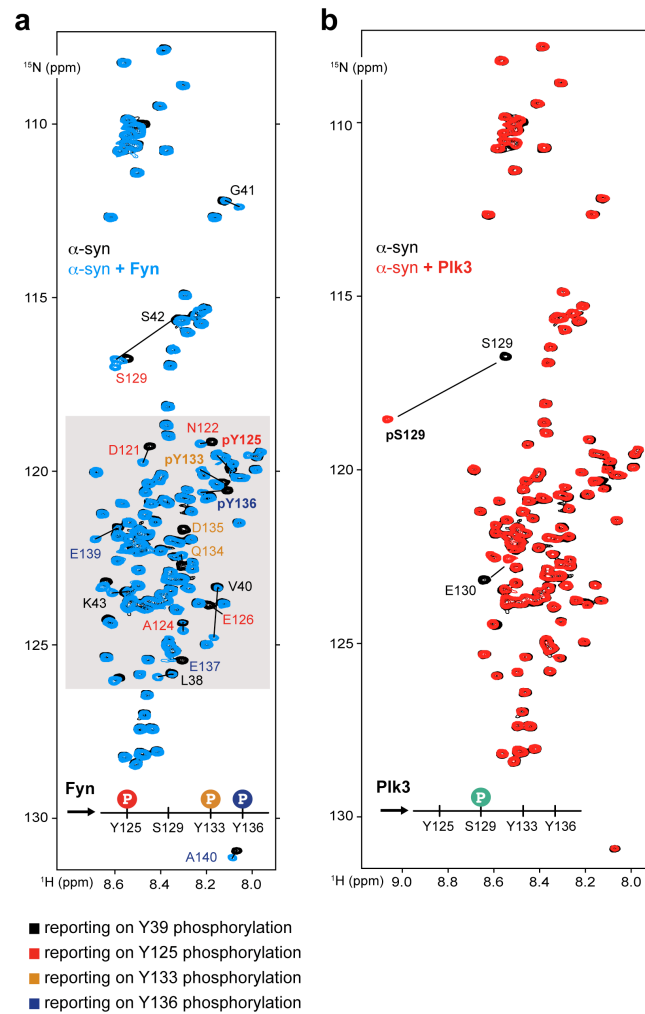 a
¹⁵N (ppm)
110
G41
α-syn
α-syn + Fyn
115
S42
S129
N122
D121
pY125
120
pY133
pY136
D135
E139
Q134
V40
K43
E126
A124
125
E137
L38
Fyn
P
P
P
130
Y125
S129
Y133
Y136
A140
¹H (ppm)
8.6
8.4
8.2
8.0
b
¹⁵N (ppm)
110
α-syn
α-syn + Plk3
115
S129
pS129
120
E130
125
Plk3
P
130
Y125
S129
Y133
Y136
¹H (ppm)
9.0
8.8
8.6
8.4
8.2
8.0
reporting on Y39 phosphorylation
reporting on Y125 phosphorylation
reporting on Y133 phosphorylation
reporting on Y136 phosphorylation